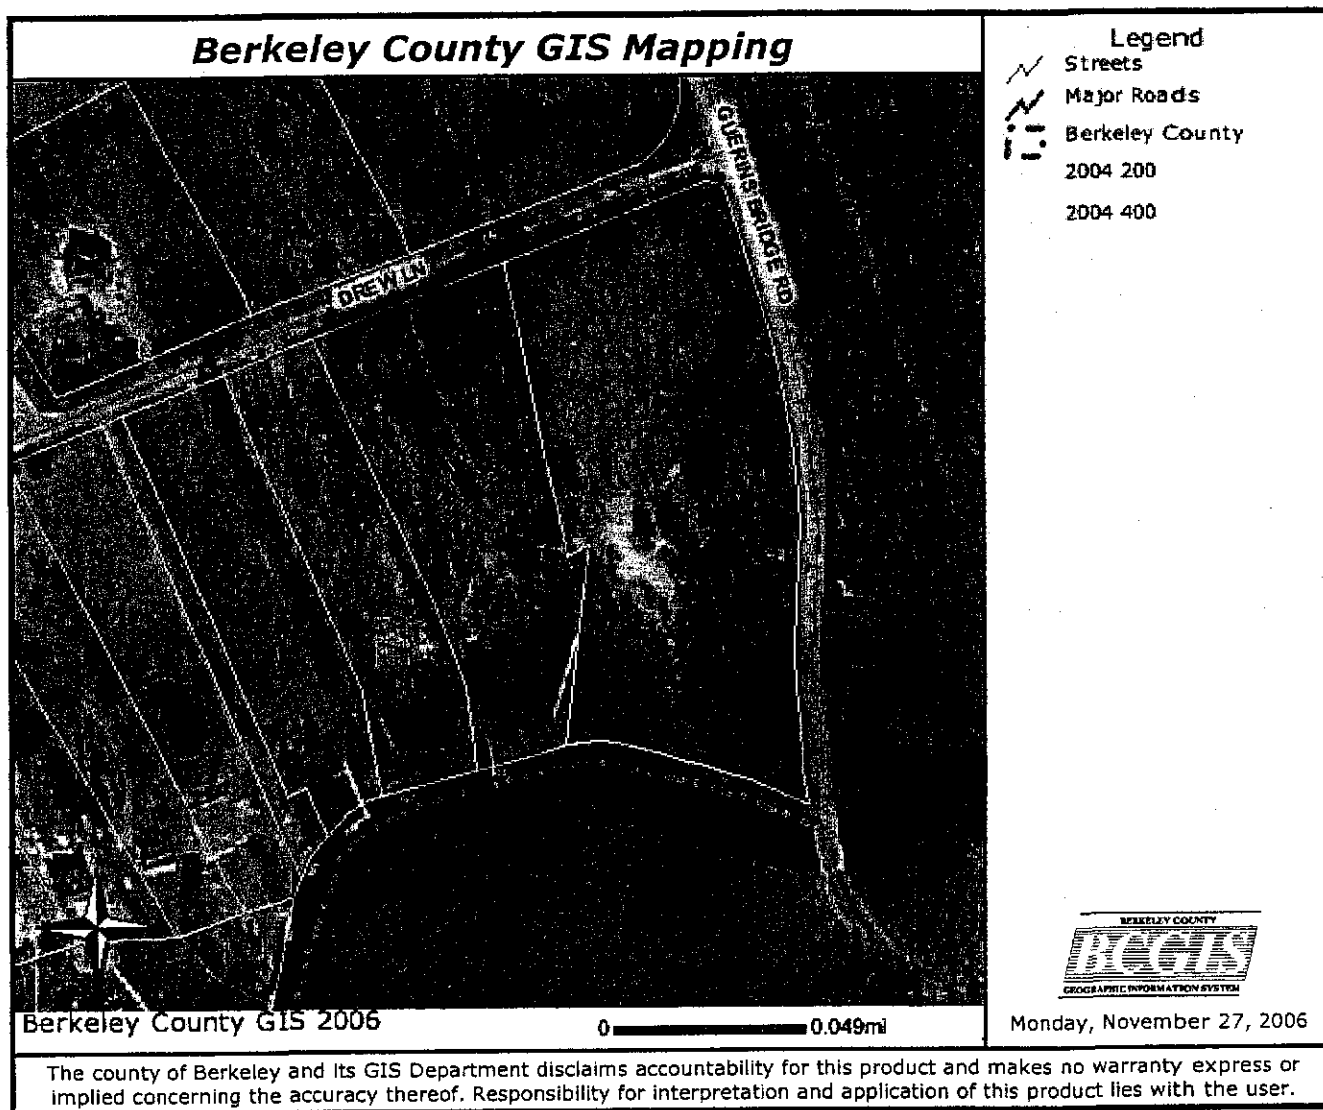 Berkeley County GIS Mapping
Legend
Streets
Major Roads
Berkeley County
2004 200
2004 400
GUERINS BRIDGE RD
DREW LN
BERKELEY COUNTY
BCGIS
GEOGRAPHIC INFORMATION SYSTEM
Berkeley County GIS 2006
0 0.049mi
Monday, November 27, 2006
The county of Berkeley and its GIS Department disclaims accountability for this product and makes no warranty express or
implied concerning the accuracy thereof. Responsibility for interpretation and application of this product lies with the user.